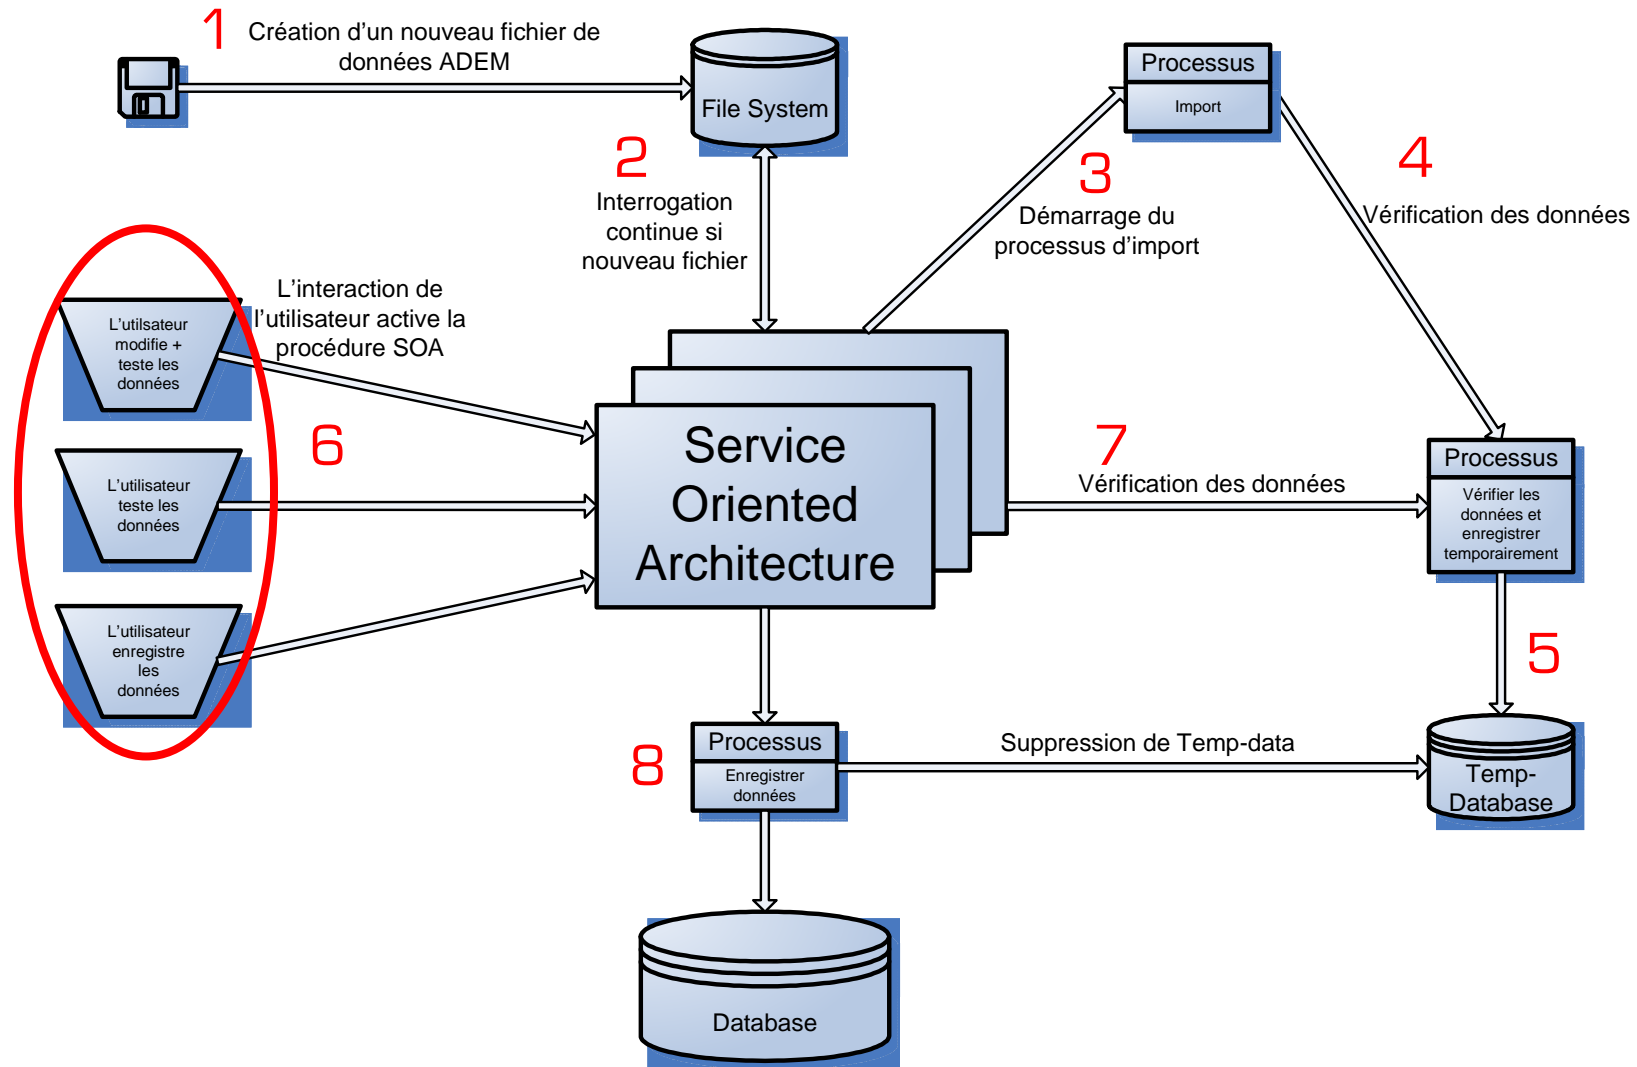 1
Création d'un nouveau fichier de
données ADEM
File System
Processus
Import
2
Interrogation
continue si
nouveau fichier
3
Démarrage du
processus d'import
4
Vérification des données
L'interaction de
l'utilisateur active la
procédure SOA
L'utilsateur
modifie +
teste les
données
6
L'utilisateur
teste les
données
L'utilisateur
enregistre
les
données
Service
Oriented
Architecture
7
Vérification des données
Processus
Vérifier les
données et
enregistrer
temporairement
5
8
Processus
Enregistrer
données
Suppression de Temp-data
Temp-
Database
Database